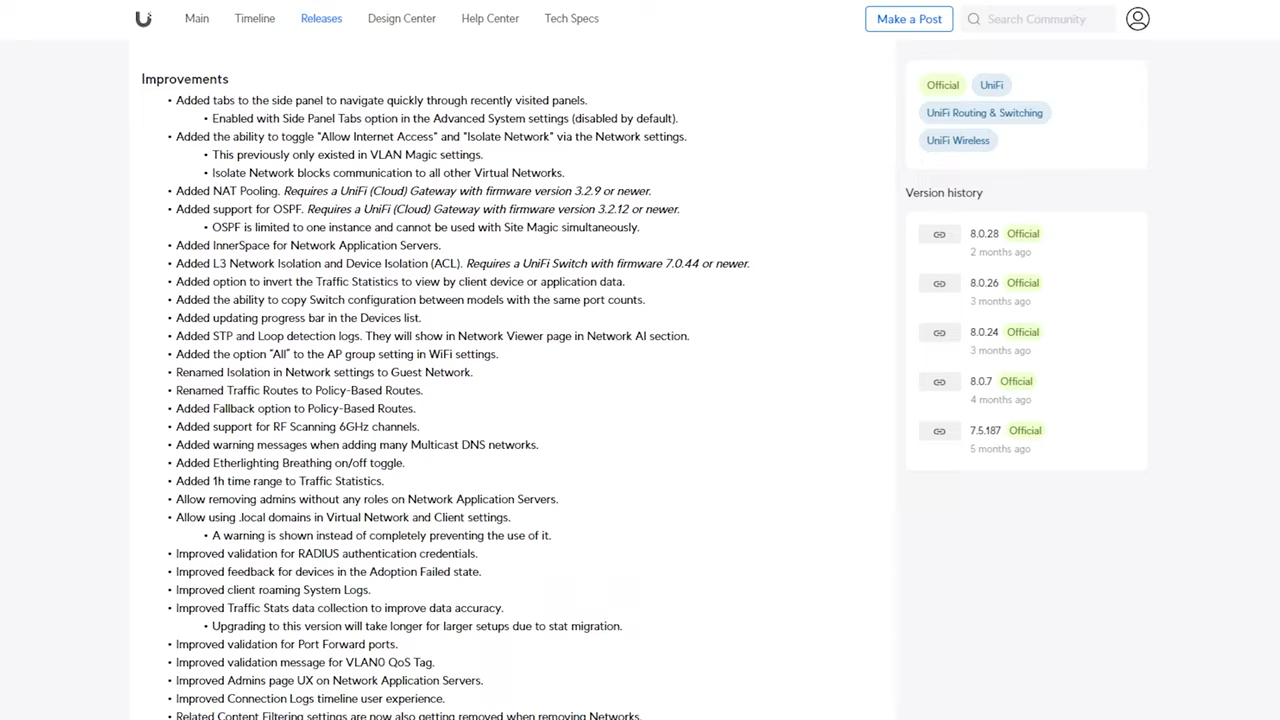 Main Timeline Releases Design Center Help Center Tech Specs Make a Post Search Community
Improvements
• Added tabs to the side panel to navigate quickly through recently visited panels.
• Enabled with Side Panel Tabs option in the Advanced System settings (disabled by default).
• Added the ability to toggle "Allow Internet Access" and "Isolate Network" via the Network settings.
• This previously only existed in VLAN Magic settings.
• Isolate Network blocks communication to all other Virtual Networks.
• Added NAT Pooling. Requires a UniFi (Cloud) Gateway with firmware version 3.2.9 or newer.
• Added support for OSPF. Requires a UniFi (Cloud) Gateway with firmware version 3.2.12 or newer.
• OSPF is limited to one instance and cannot be used with Site Magic simultaneously.
• Added InnerSpace for Network Application Servers.
• Added L3 Network Isolation and Device Isolation (ACL). Requires a UniFi Switch with firmware 7.0.44 or newer.
• Added option to invert the Traffic Statistics to view by client device or application data.
• Added the ability to copy Switch configuration between models with the same port counts.
• Added updating progress bar in the Devices list.
• Added STP and Loop detection logs. They will show in Network Viewer page in Network AI section.
• Added the option "All" to the AP group setting in WiFi settings.
• Renamed Isolation in Network settings to Guest Network.
• Renamed Traffic Routes to Policy-Based Routes.
• Added Fallback option to Policy-Based Routes.
• Added support for RF Scanning 6GHz channels.
• Added warning messages when adding many Multicast DNS networks.
• Added Etherlighting Breathing on/off toggle.
• Added 1h time range to Traffic Statistics.
• Allow removing admins without any roles on Network Application Servers.
• Allow using .local domains in Virtual Network and Client settings.
• A warning is shown instead of completely preventing the use of it.
• Improved validation for RADIUS authentication credentials.
• Improved feedback for devices in the Adoption Failed state.
• Improved client roaming System Logs.
• Improved Traffic Stats data collection to improve data accuracy.
• Upgrading to this version will take longer for larger setups due to stat migration.
• Improved validation for Port Forward ports.
• Improved validation message for VLAN0 QoS Tag.
• Improved Admins page UX on Network Application Servers.
• Improved Connection Logs timeline user experience.
• Related Content Filtering settings are now also getting removed when removing Networks.
Official UniFi
UniFi Routing & Switching
UniFi Wireless
Version history
8.0.28 Official
2 months ago
8.0.26 Official
3 months ago
8.0.24 Official
3 months ago
8.0.7 Official
4 months ago
7.5.187 Official
5 months ago